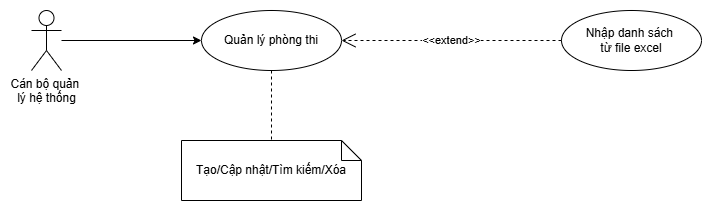 Cán bộ quản
lý hệ thống
Quản lý phòng thi
<<extend>>
Nhập danh sách
từ file excel
Tạo/Cập nhật/Tìm kiếm/Xóa